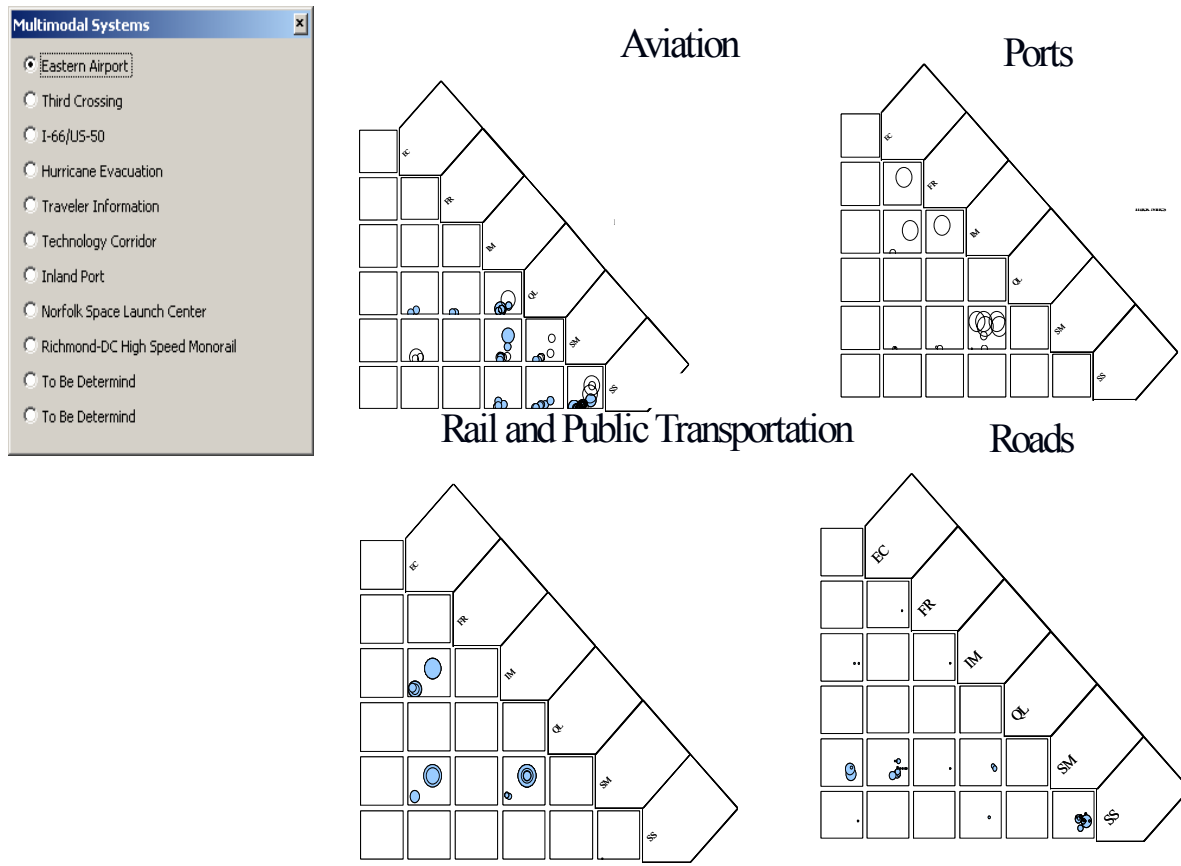 Multimodal Systems
Eastern Airport
Third Crossing
I-66/US-50
Hurricane Evacuation
Traveler Information
Technology Corridor
Inland Port
Norfolk Space Launch Center
Richmond-DC High Speed Monorail
To Be Determind
To Be Determind
Aviation
EC
FR
IM
QL
SM
SS
Ports
EC
FR
IM
QL
SM
SS
Rail and Public Transportation
EC
FR
IM
QL
SM
SS
Roads
EC
FR
IM
QL
SM
SS